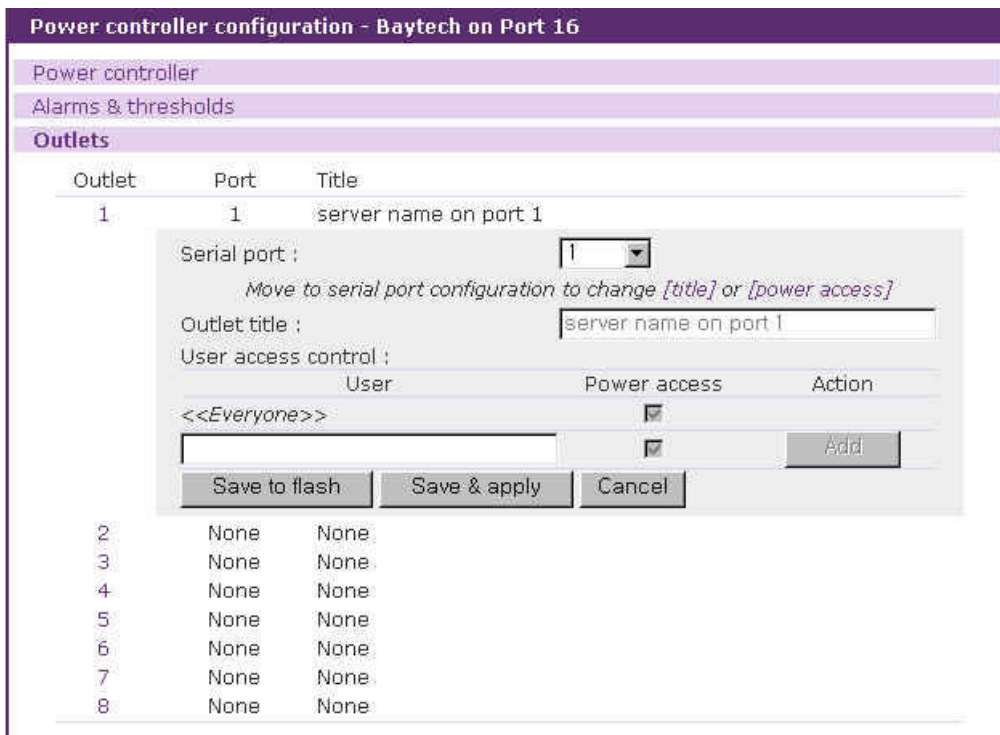 Power controller configuration - Baytech on Port 16
Power controller
Alarms & thresholds
Outlets
Outlet Port Title
1 1 server name on port 1
Serial port : 1
Move to serial port configuration to change [title] or [power access]
Outlet title : server name on port 1
User access control :
User Power access Action
<<Everyone>>
Add
Save to flash Save & apply Cancel
2 None None
3 None None
4 None None
5 None None
6 None None
7 None None
8 None None